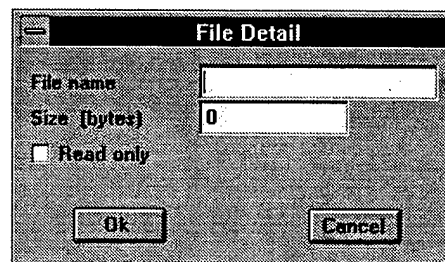 File Detail
File name
Size (bytes) 0
Read only
Ok Cancel